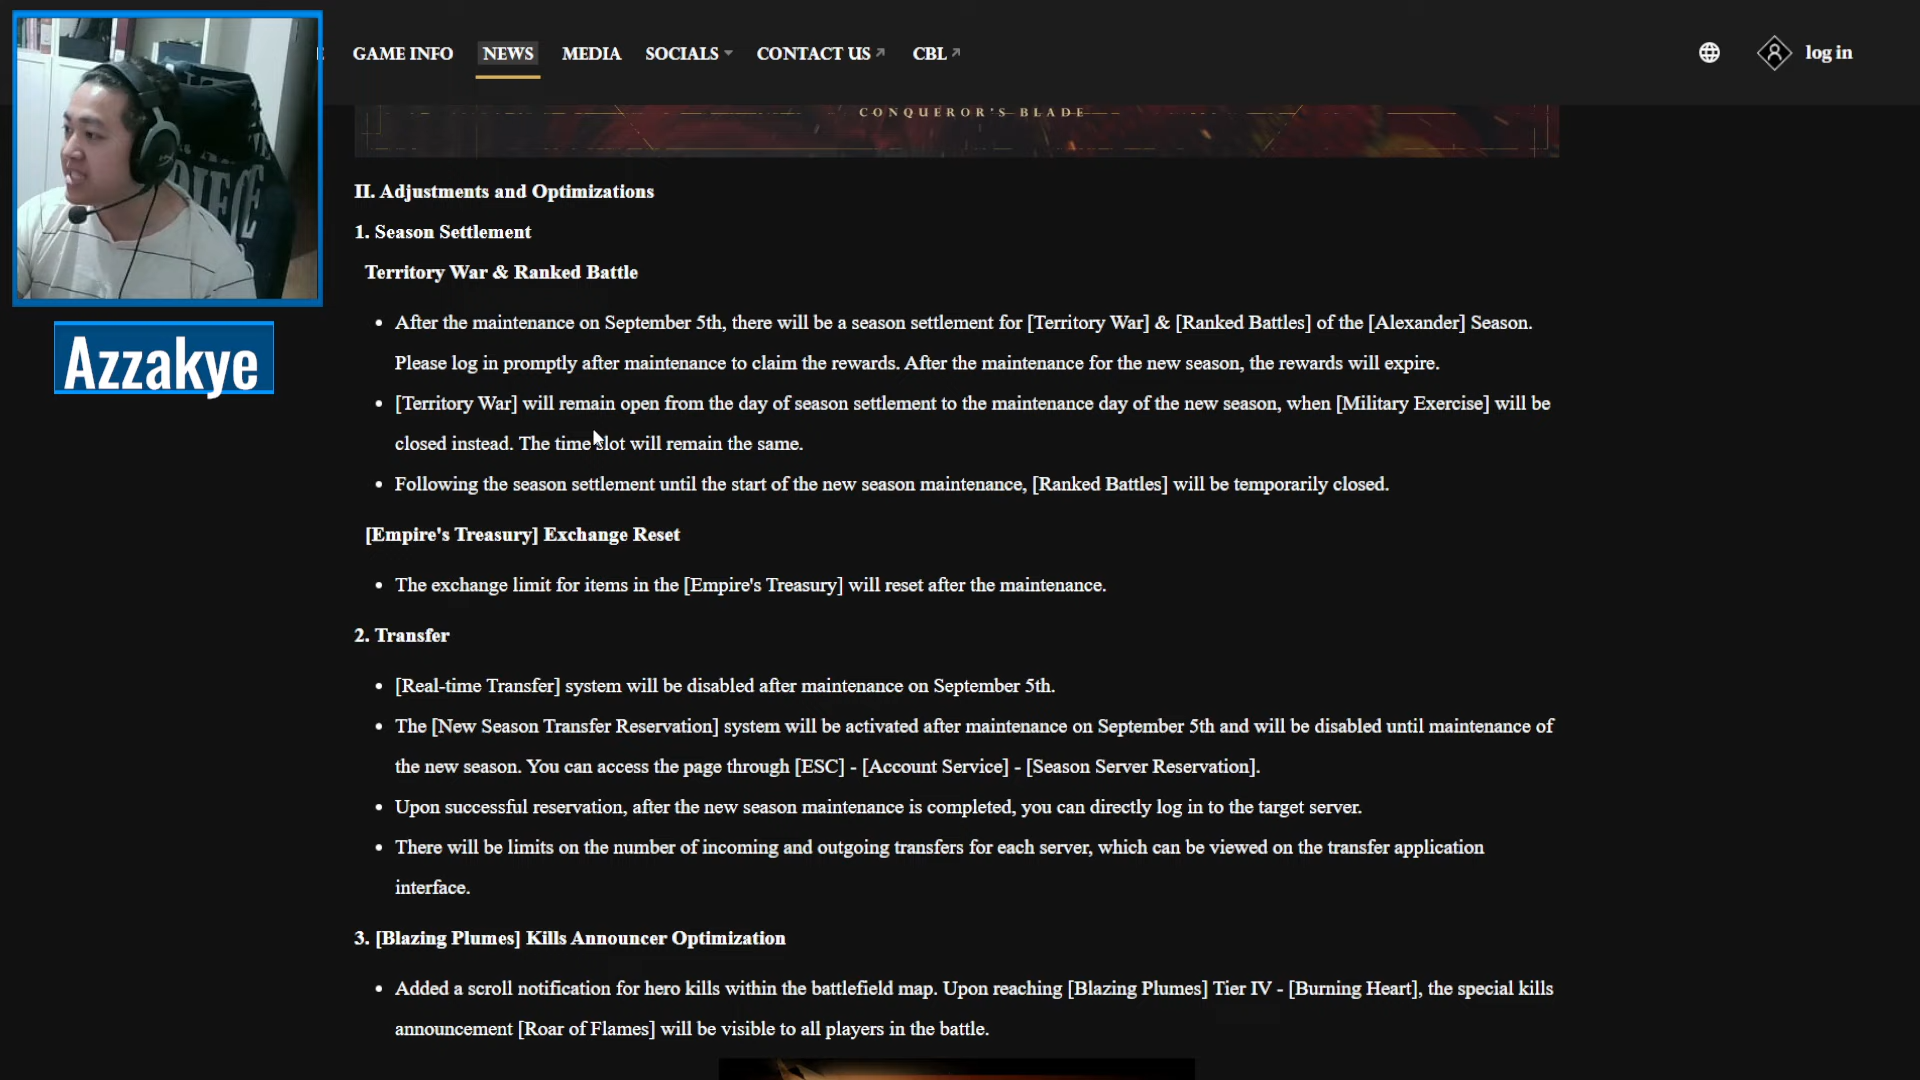 GAME INFO NEWS MEDIA SOCIALS CONTACT US CBL log in
CONQUEROR'S BLADE
Azzakye
II. Adjustments and Optimizations
1. Season Settlement
Territory War & Ranked Battle
• After the maintenance on September 5th, there will be a season settlement for [Territory War] & [Ranked Battles] of the [Alexander] Season.
Please log in promptly after maintenance to claim the rewards. After the maintenance for the new season, the rewards will expire.
• [Territory War] will remain open from the day of season settlement to the maintenance day of the new season, when [Military Exercise] will be
closed instead. The time slot will remain the same.
• Following the season settlement until the start of the new season maintenance, [Ranked Battles] will be temporarily closed.
[Empire's Treasury] Exchange Reset
• The exchange limit for items in the [Empire's Treasury] will reset after the maintenance.
2. Transfer
• [Real-time Transfer] system will be disabled after maintenance on September 5th.
• The [New Season Transfer Reservation] system will be activated after maintenance on September 5th and will be disabled until maintenance of
the new season. You can access the page through [ESC] - [Account Service] - [Season Server Reservation].
• Upon successful reservation, after the new season maintenance is completed, you can directly log in to the target server.
• There will be limits on the number of incoming and outgoing transfers for each server, which can be viewed on the transfer application
interface.
3. [Blazing Plumes] Kills Announcer Optimization
• Added a scroll notification for hero kills within the battlefield map. Upon reaching [Blazing Plumes] Tier IV - [Burning Heart], the special kills
announcement [Roar of Flames] will be visible to all players in the battle.